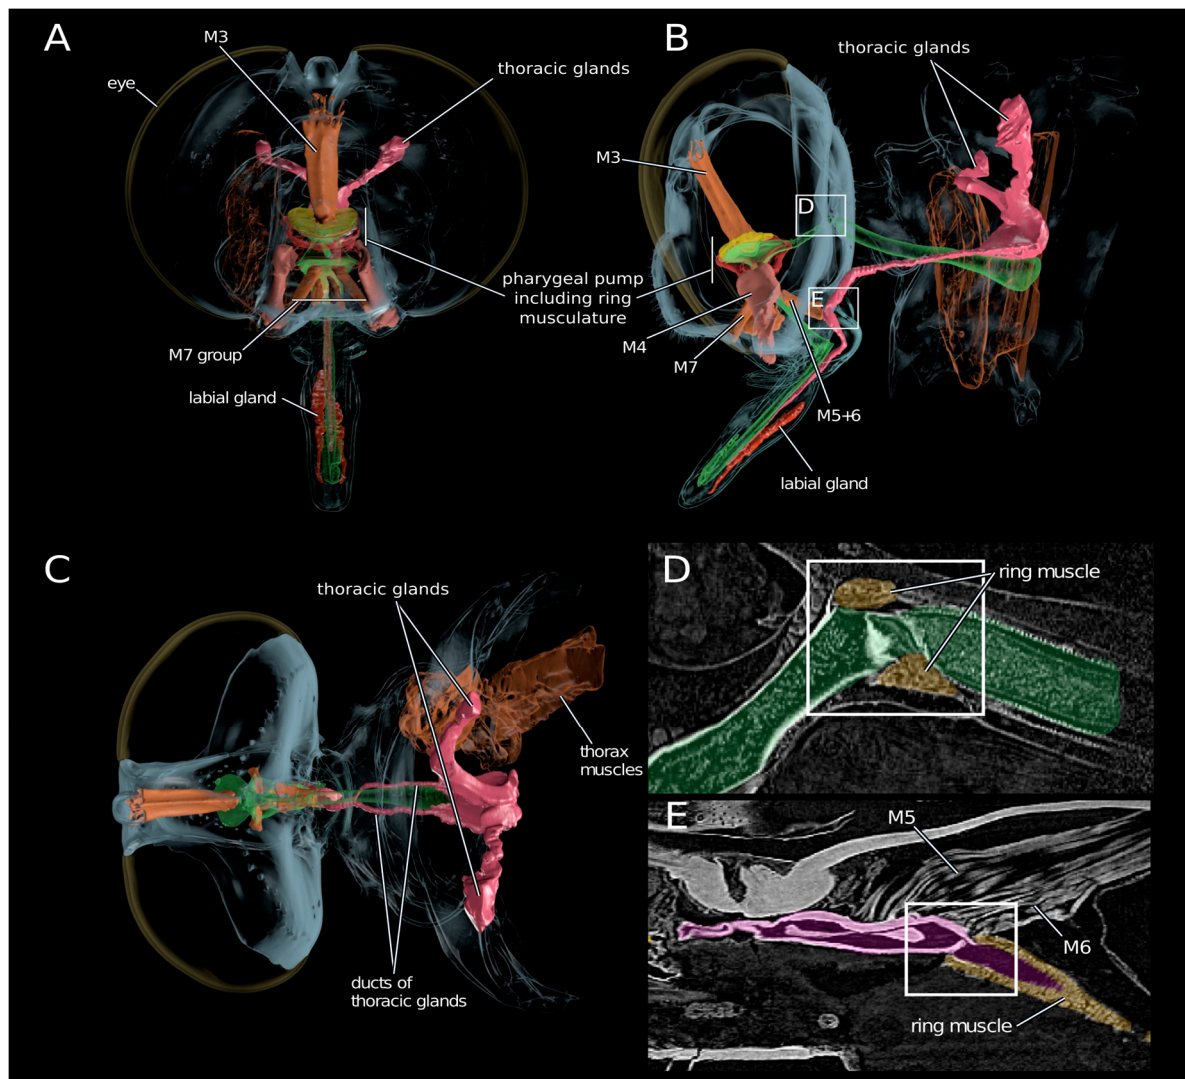 A
M3
eye
thoracic glands
pharygeal pump
including ring
musculature
M7 group
labial gland
B
thoracic glands
M3
D
E
M4
M7
M5+6
labial gland
C
thoracic glands
thorax
muscles
ducts of
thoracic glands
D
ring muscle
E
M5
M6
ring muscle